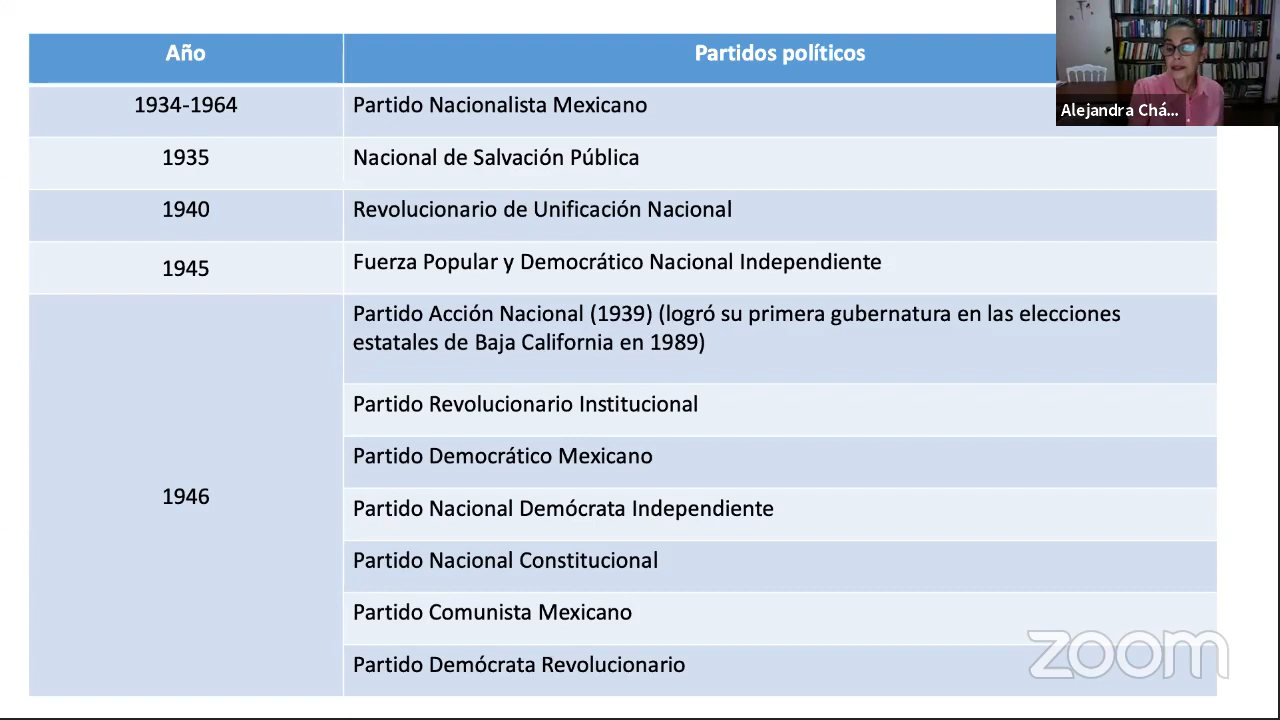 Año
Partidos políticos
1934-1964
Partido Nacionalista Mexicano
1935
Nacional de Salvación Pública
1940
Revolucionario de Unificación Nacional
1945
Fuerza Popular y Democrático Nacional Independiente
1946
Partido Acción Nacional (1939) (logró su primera gubernatura en las elecciones
estatales de Baja California en 1989)
Partido Revolucionario Institucional
Partido Democrático Mexicano
Partido Nacional Demócrata Independiente
Partido Nacional Constitucional
Partido Comunista Mexicano
Partido Demócrata Revolucionario
Alejandra Chá...
zoom